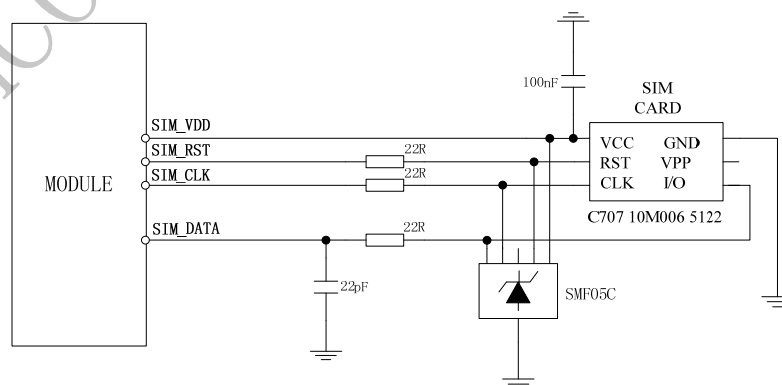 100nF
SIM
CARD
SIM_VDD
SIM_RST
SIM_CLK
SIM_DATA
MODULE
22R
22R
22R
VCC GND
RST VPP
CLK I/O
C707 10M006 5122
22pF
SMF05C